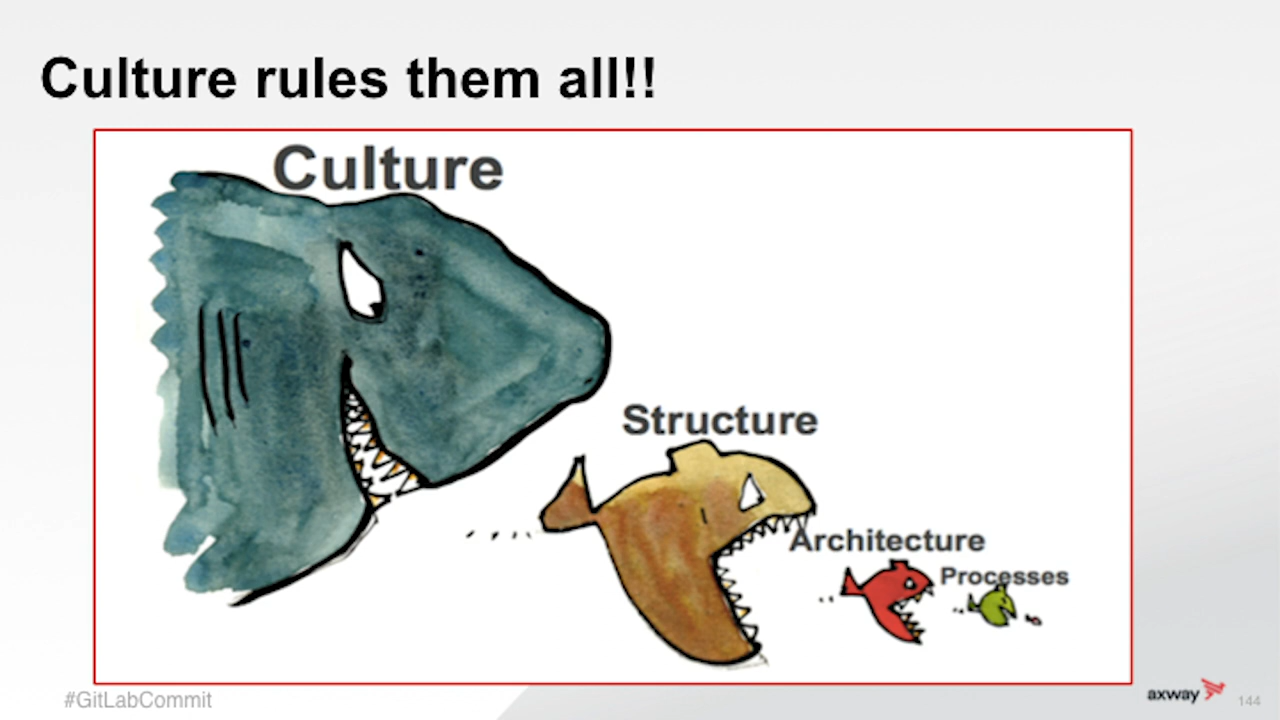 Culture rules them all!!
Culture
Structure
Architecture
Processes
#GitLabCommit
axway
144